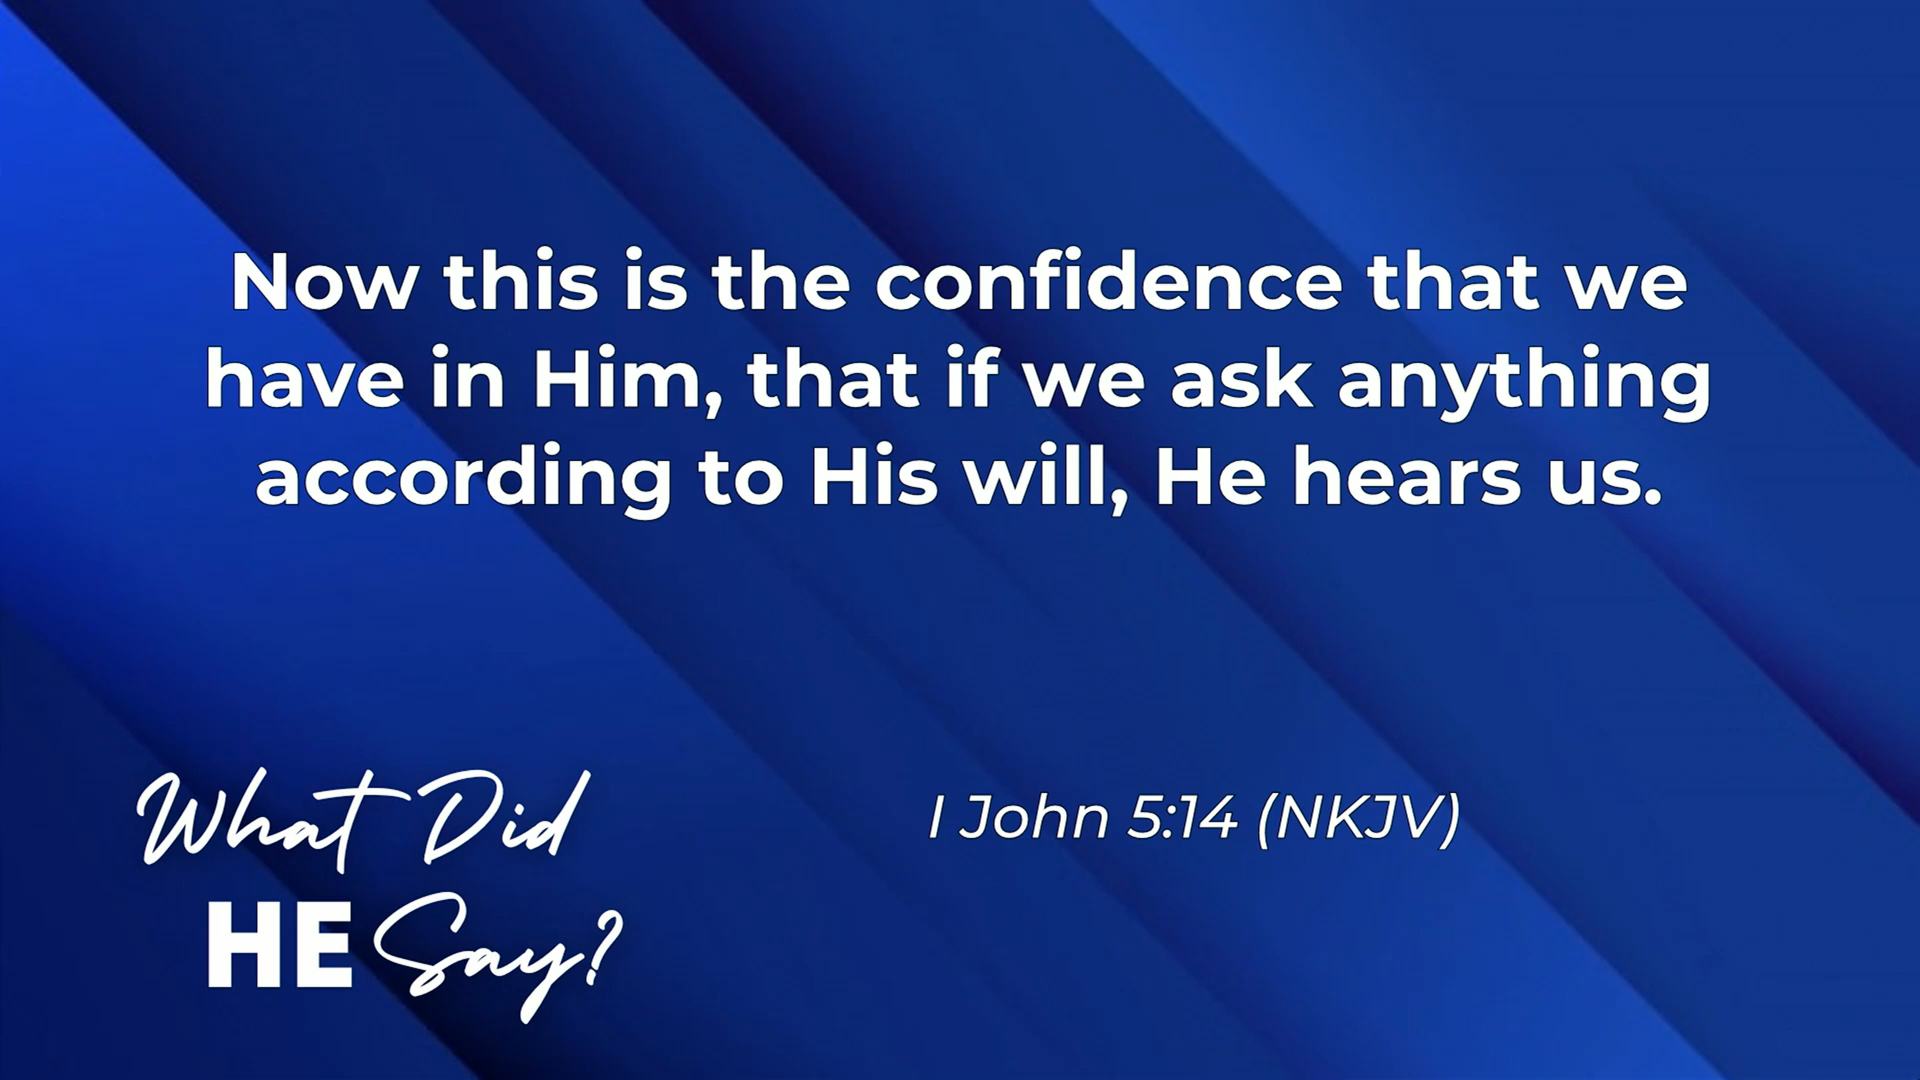 Now this is the confidence that we
have in Him, that if we ask anything
according to His will, He hears us.
I John 5:14 (NKJV)
What Did
HE Say?